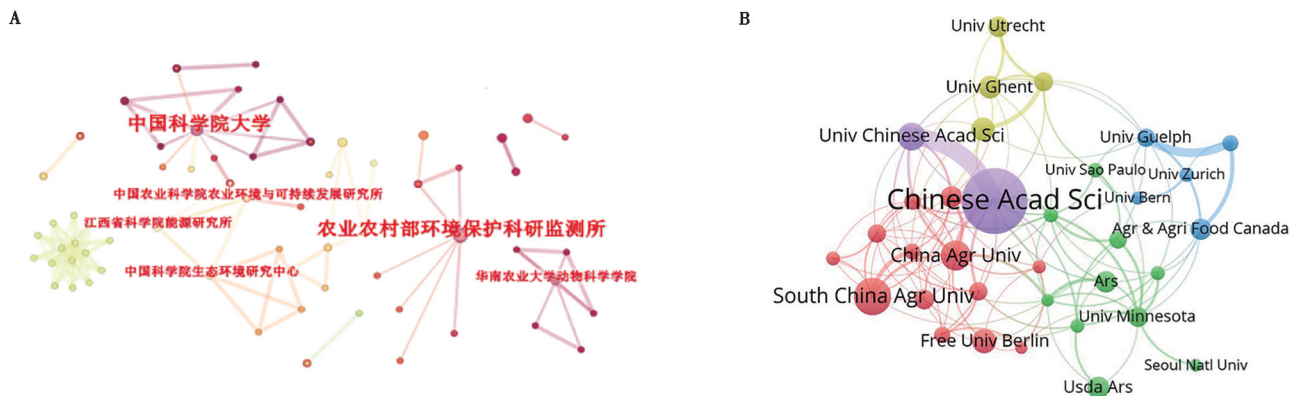 A
中国科学院大学
中国农业科学院农业环境与可持续发展研究所
江西省科学院能源研究所
农业农村部环境保护科研监测所
中国科学院生态环境研究中心
华南农业大学动物科学学院
B
Univ Utrecht
Univ Ghent
Univ Chinese Acad Sci
Univ Guelph
Univ Sao Paulo
Univ Zurich
Chinese Acad Sci
Univ Bern
Agr & Agri Food Canada
China Agr Univ
Ars
South China Agr Univ
Univ Minnesota
Free Univ Berlin
Seoul Natl Univ
Usda Ars